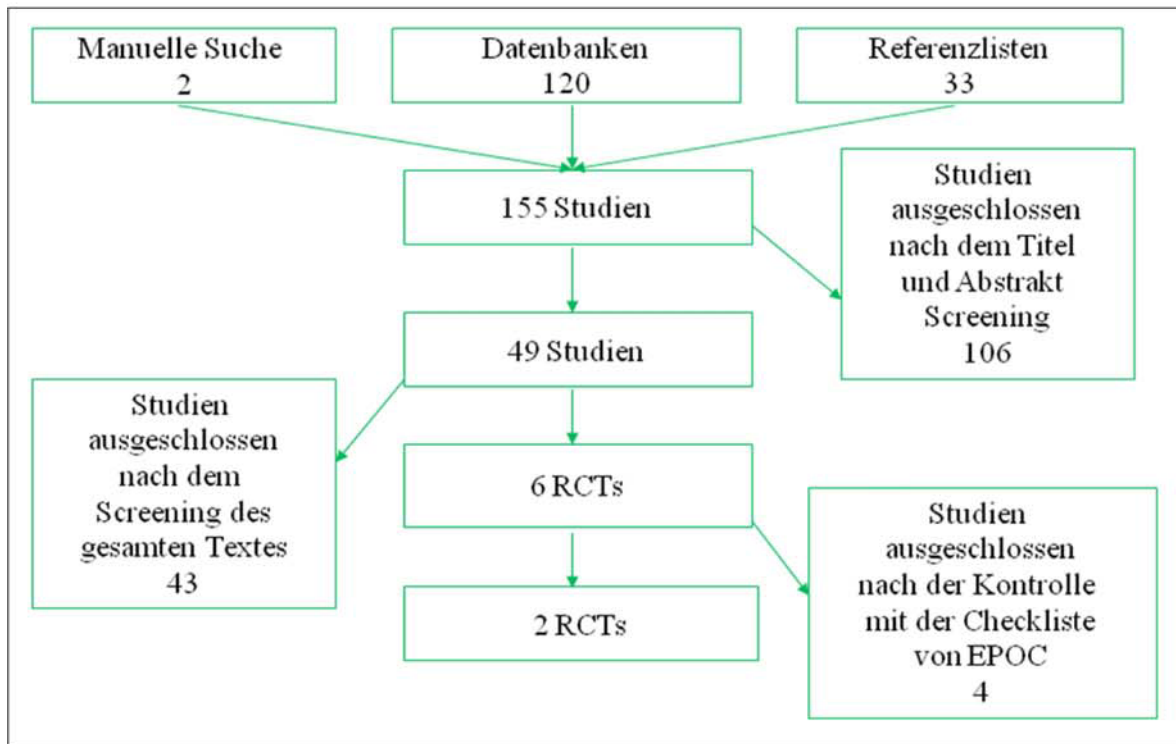 Manuelle Suche
2
Datenbanken
120
Referenzlisten
33
155 Studien
Studien
ausgeschlossen
nach dem Titel
und Abstrakt
Screening
106
49 Studien
Studien
ausgeschlossen
nach dem
Screening des
gesamten Textes
43
6 RCTs
Studien
ausgeschlossen
nach der Kontrolle
mit der Checkliste
von EPOC
4
2 RCTs